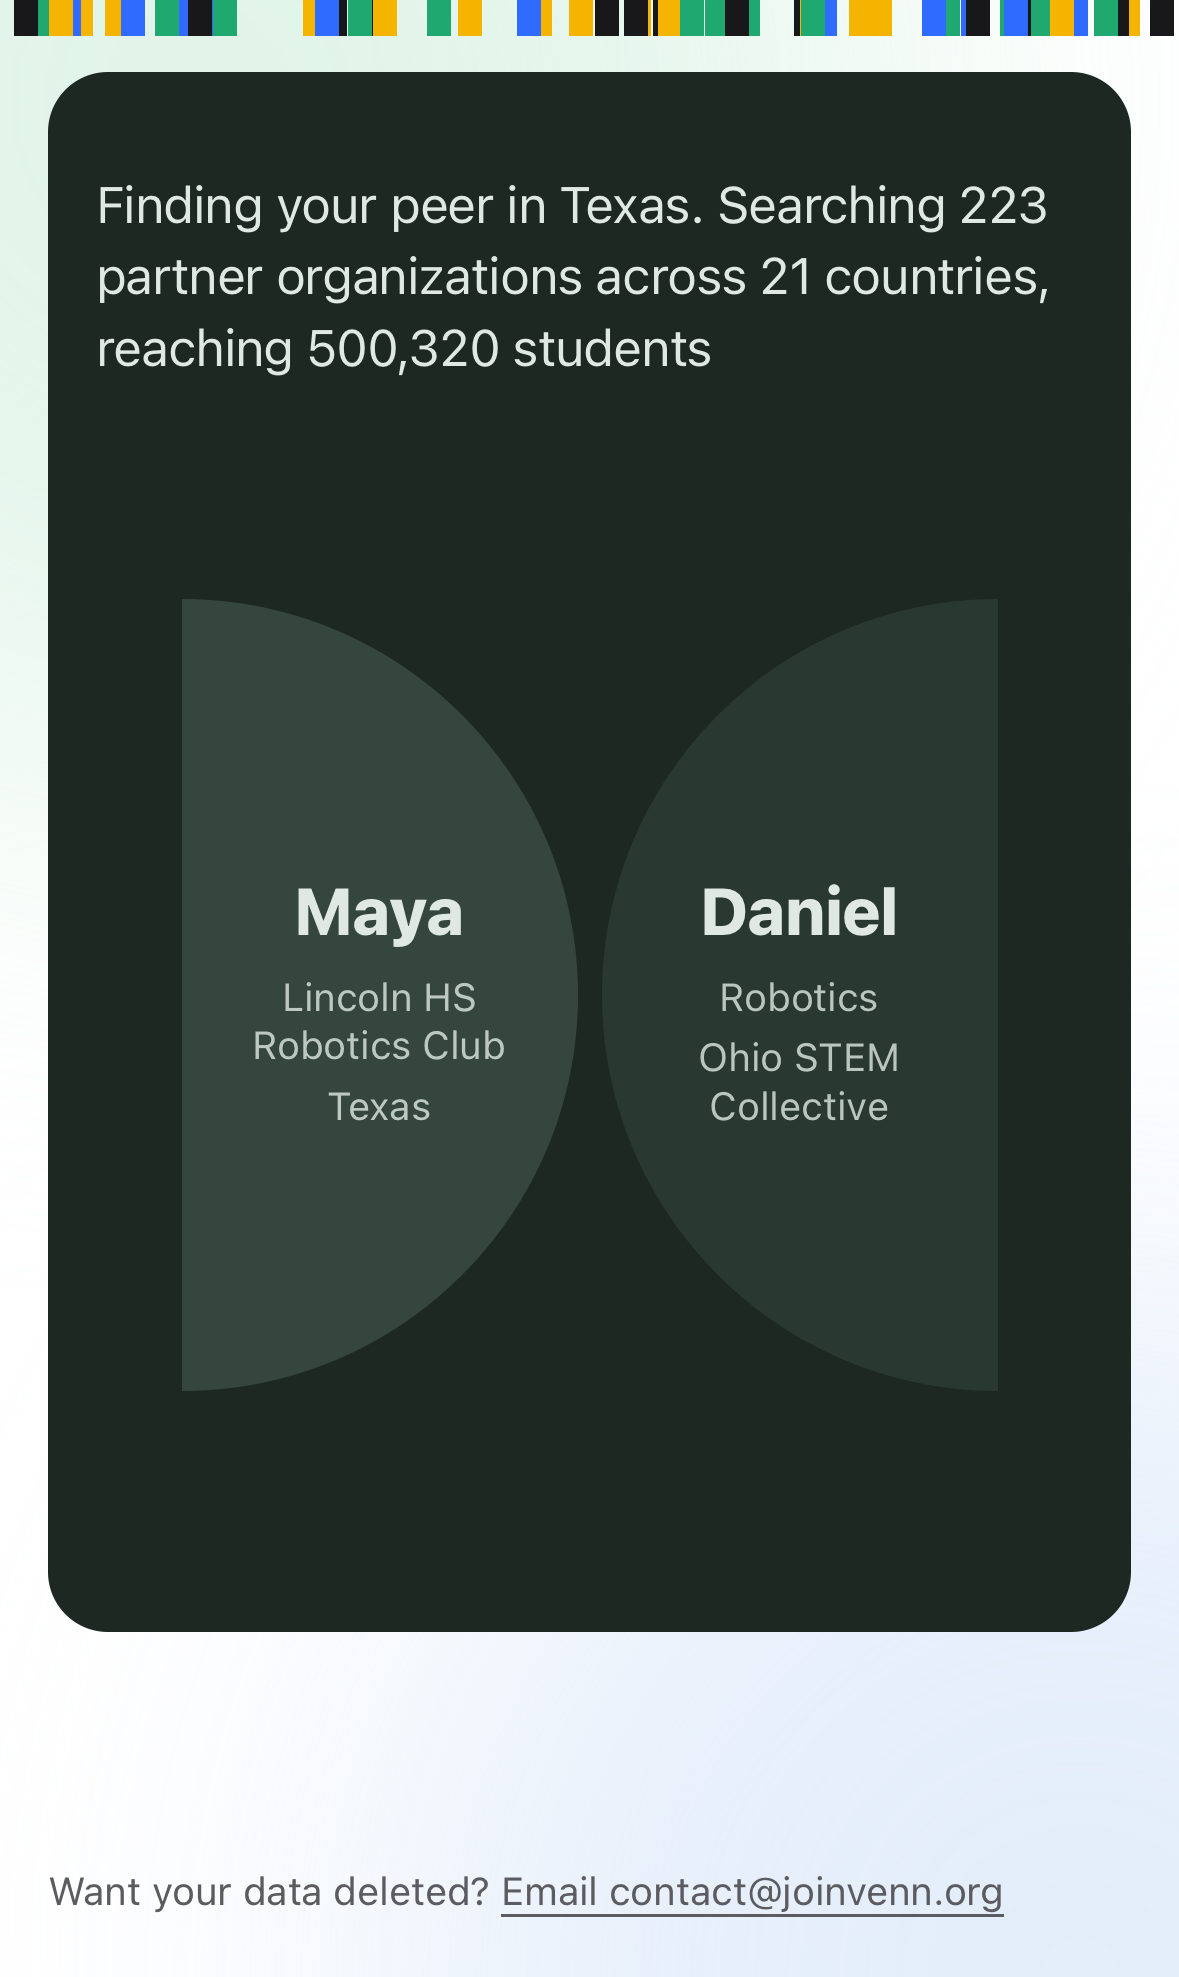 Finding your peer in Texas. Searching 223
partner organizations across 21 countries,
reaching 500,320 students
Maya
Lincoln HS
Robotics Club
Texas
Daniel
Robotics
Ohio STEM
Collective
Want your data deleted? Email contact@joinvenn.org